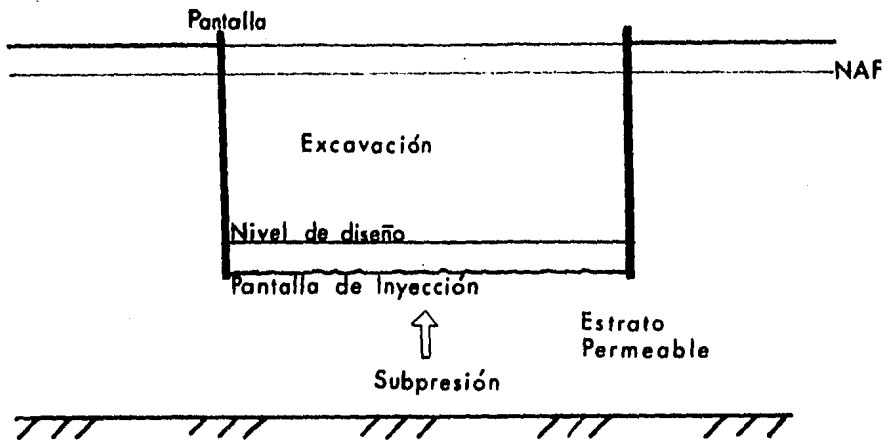 Pantalla
NAF
Excavación
Nivel de diseño
Pantalla de Inyección
Estrato
Permeable
Subpresión